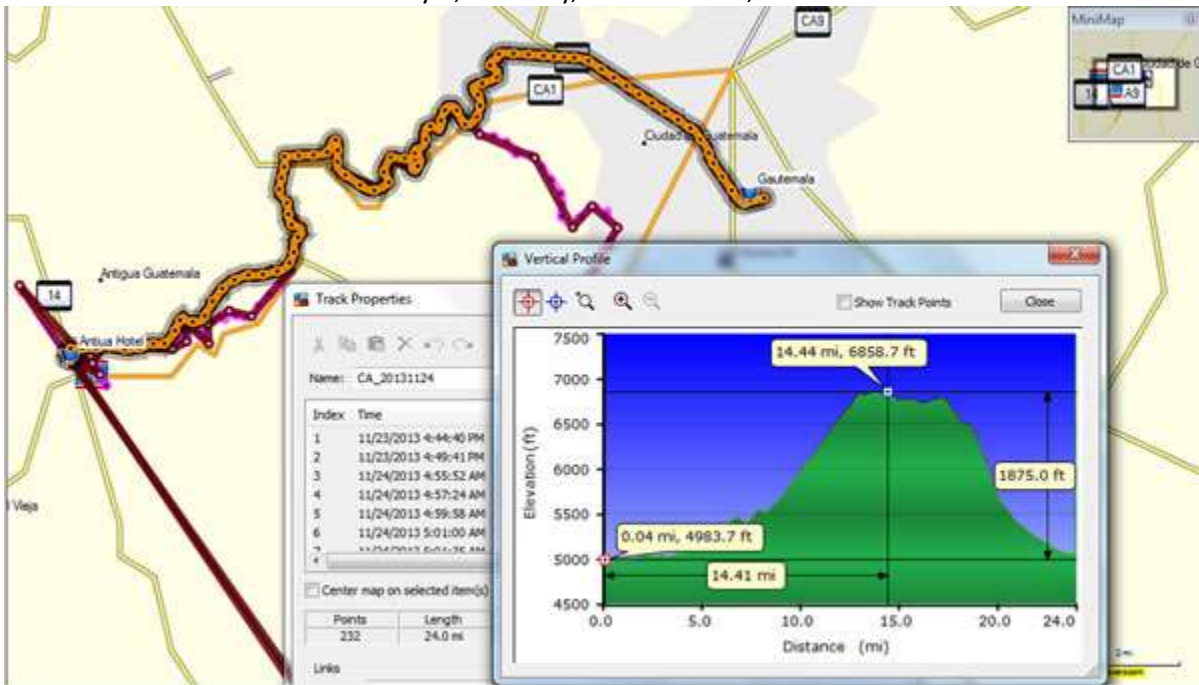 CA9
MiniMap
CA1
14
A9
CA1
Ciudad de Guatemala
Gautemala
Antigua Guatemala
14
Antiua Hotel
Vieja
Track Properties
Name: CA_20131124
Index Time
1 11/23/2013 4:44:40 PM
2 11/23/2013 4:49:41 PM
3 11/24/2013 4:55:52 AM
4 11/24/2013 4:57:24 AM
5 11/24/2013 4:59:58 AM
6 11/24/2013 5:01:00 AM
Center map on selected item(s)
Points Length
232 24.0 mi
Links
Vertical Profile
Show Track Points
Close
7500
7000
6500
6000
5500
5000
4500
Elevation (ft)
14.44 mi, 6858.7 ft
1875.0 ft
0.04 mi, 4983.7 ft
14.41 mi
0.0 5.0 10.0 15.0 20.0 24.0
Distance (mi)